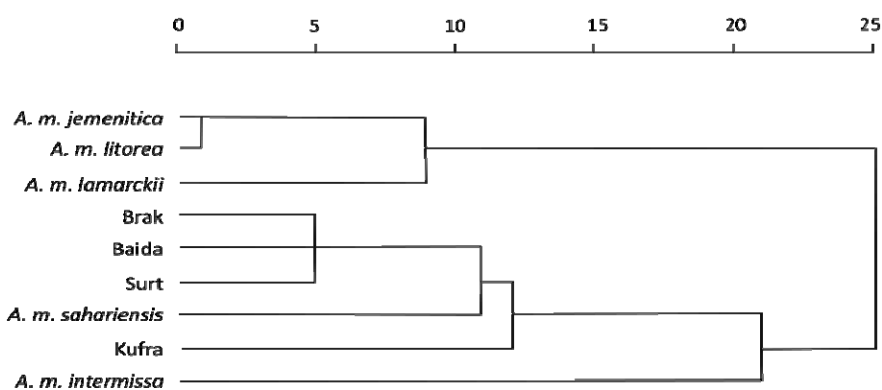 0 5 10 15 20 25
A. m. jemenitica
A. m. litorea
A. m. lamarckii
Brak
Baida
Surt
A. m. sahariensis
Kufra
A. m. intermissa